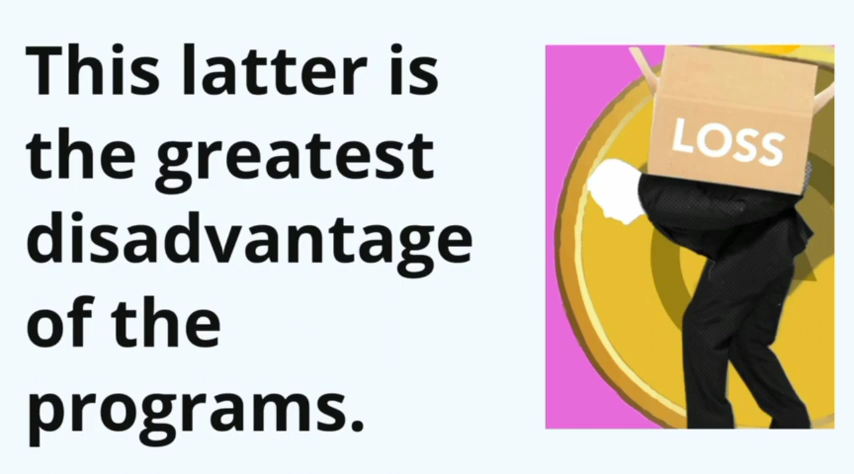 This latter is
the greatest
disadvantage
of the
programs.
LOSS